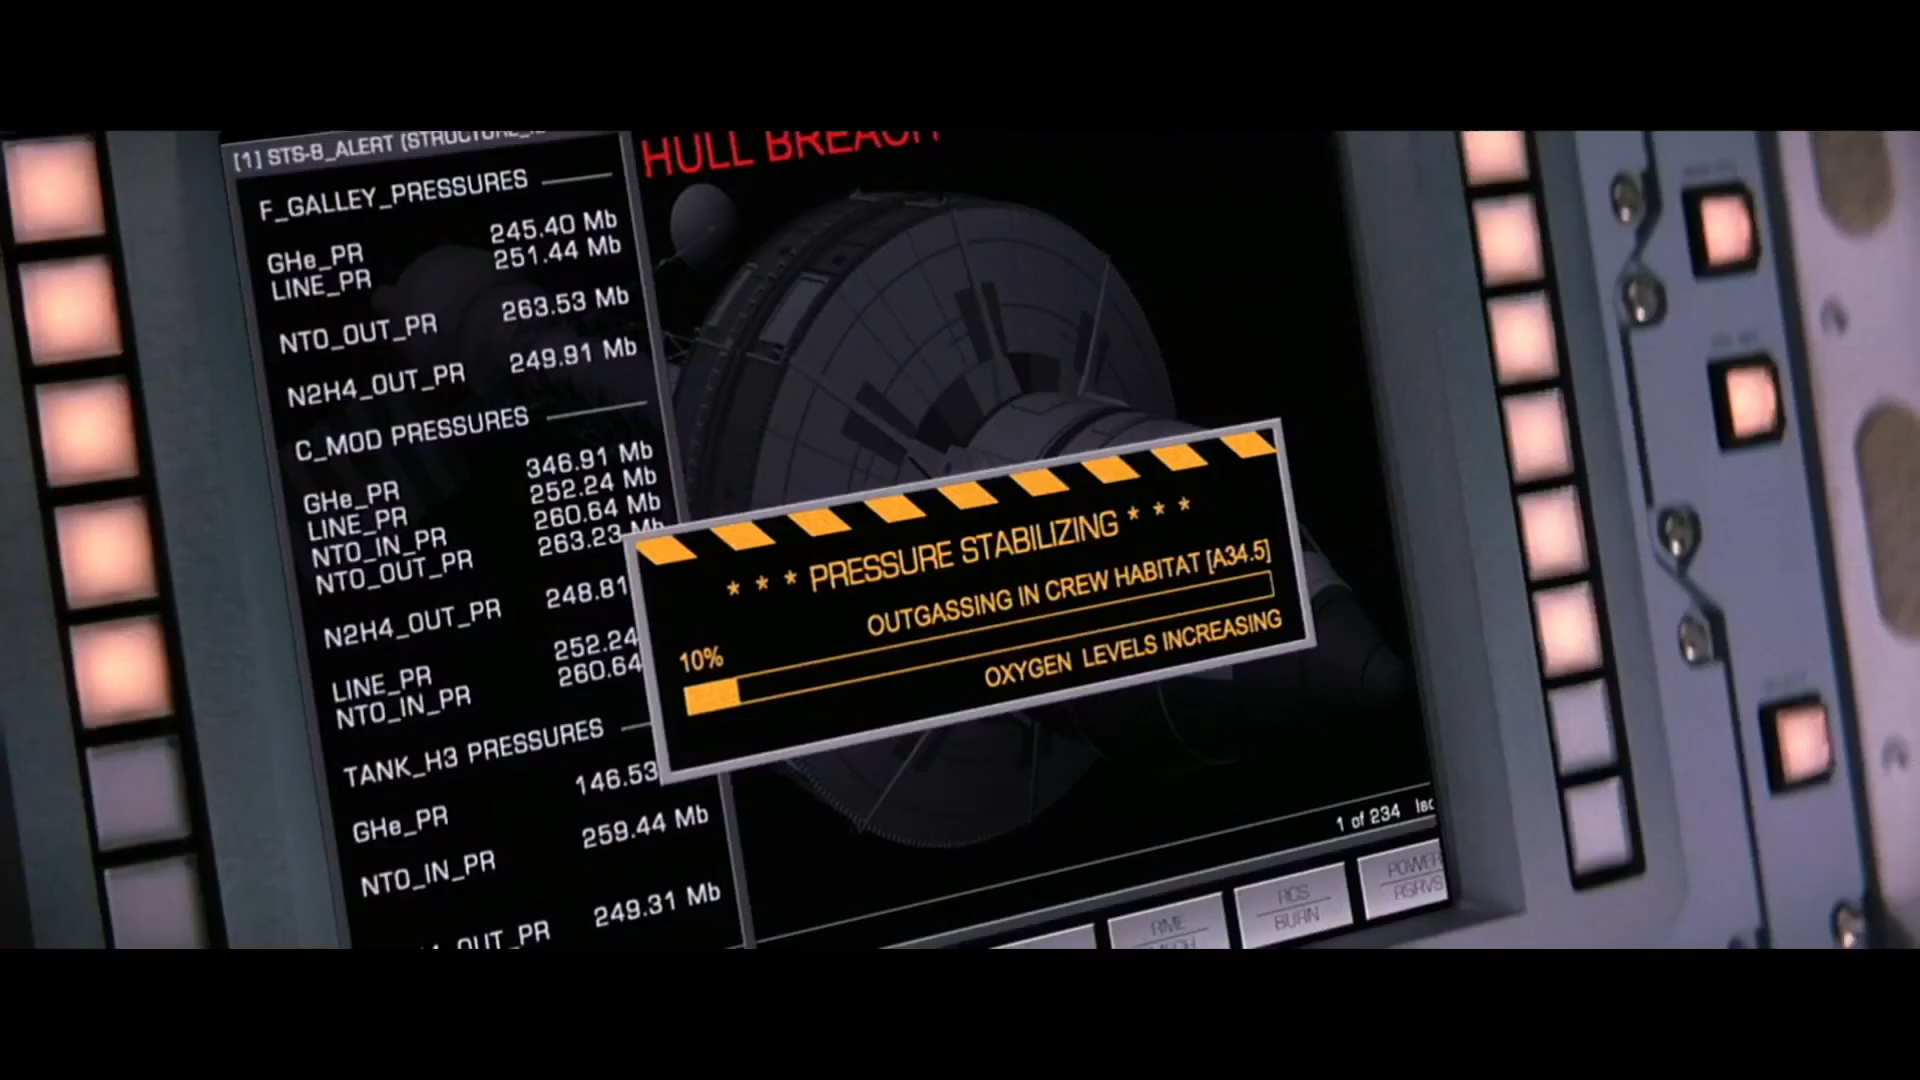 [1] STS-B_ALERT
F_GALLEY_PRESSURES
GHe_PR 245.40 Mb
LINE_PR 251.44 Mb
NTO_OUT_PR 263.53 Mb
N2H4_OUT_PR 249.91 Mb
C_MOD PRESSURES
GHe_PR 346.91 Mb
LINE_PR 252.24 Mb
NTO_IN_PR 260.64 Mb
NTO_OUT_PR 263.23 Mb
N2H4_OUT_PR 248.81
LINE_PR 252.24
NTO_IN_PR 260.64
TANK_H3 PRESSURES
GHe_PR 146.53
NTO_IN_PR 259.44 Mb
OUT_PR 249.31 Mb
HULL BREACH
* * * PRESSURE STABILIZING * * *
OUTGASSING IN CREW HABITAT [A34.5]
10%
OXYGEN LEVELS INCREASING
1 of 234
RCS
BURN
POWER
RSRVS